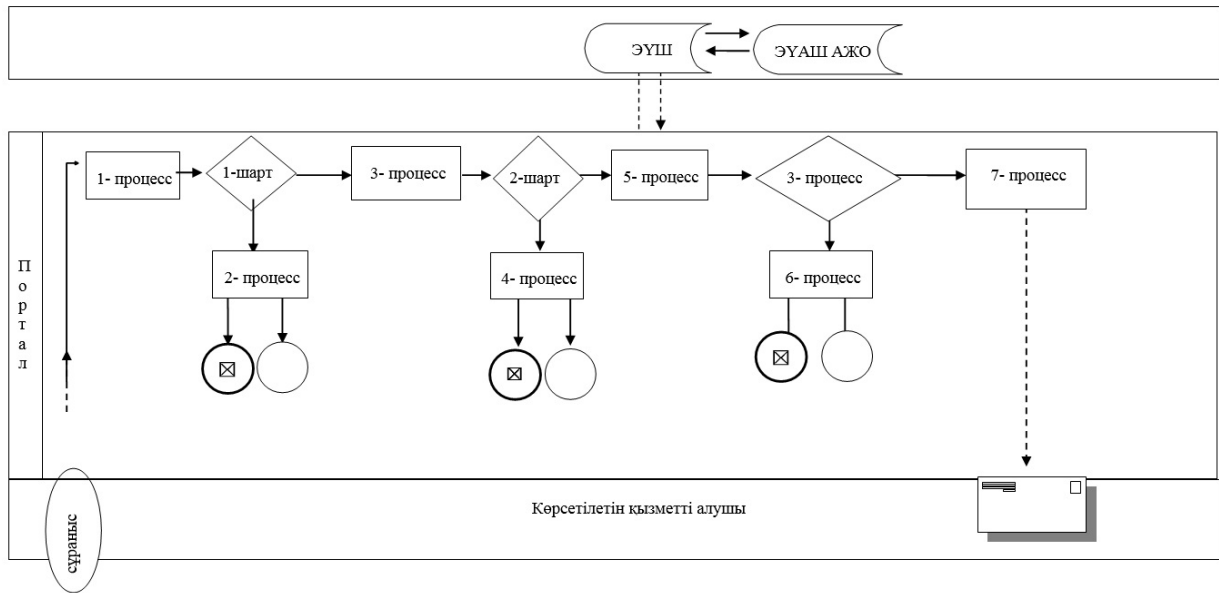 ЭҮШ
ЭҮАШ АЖО
1- процесс
1-шарт
3- процесс
2-шарт
5- процесс
3- процесс
7- процесс
2- процесс
4- процесс
6- процесс
Портал
Көрсетілетін қызметті алушы
сұраныс